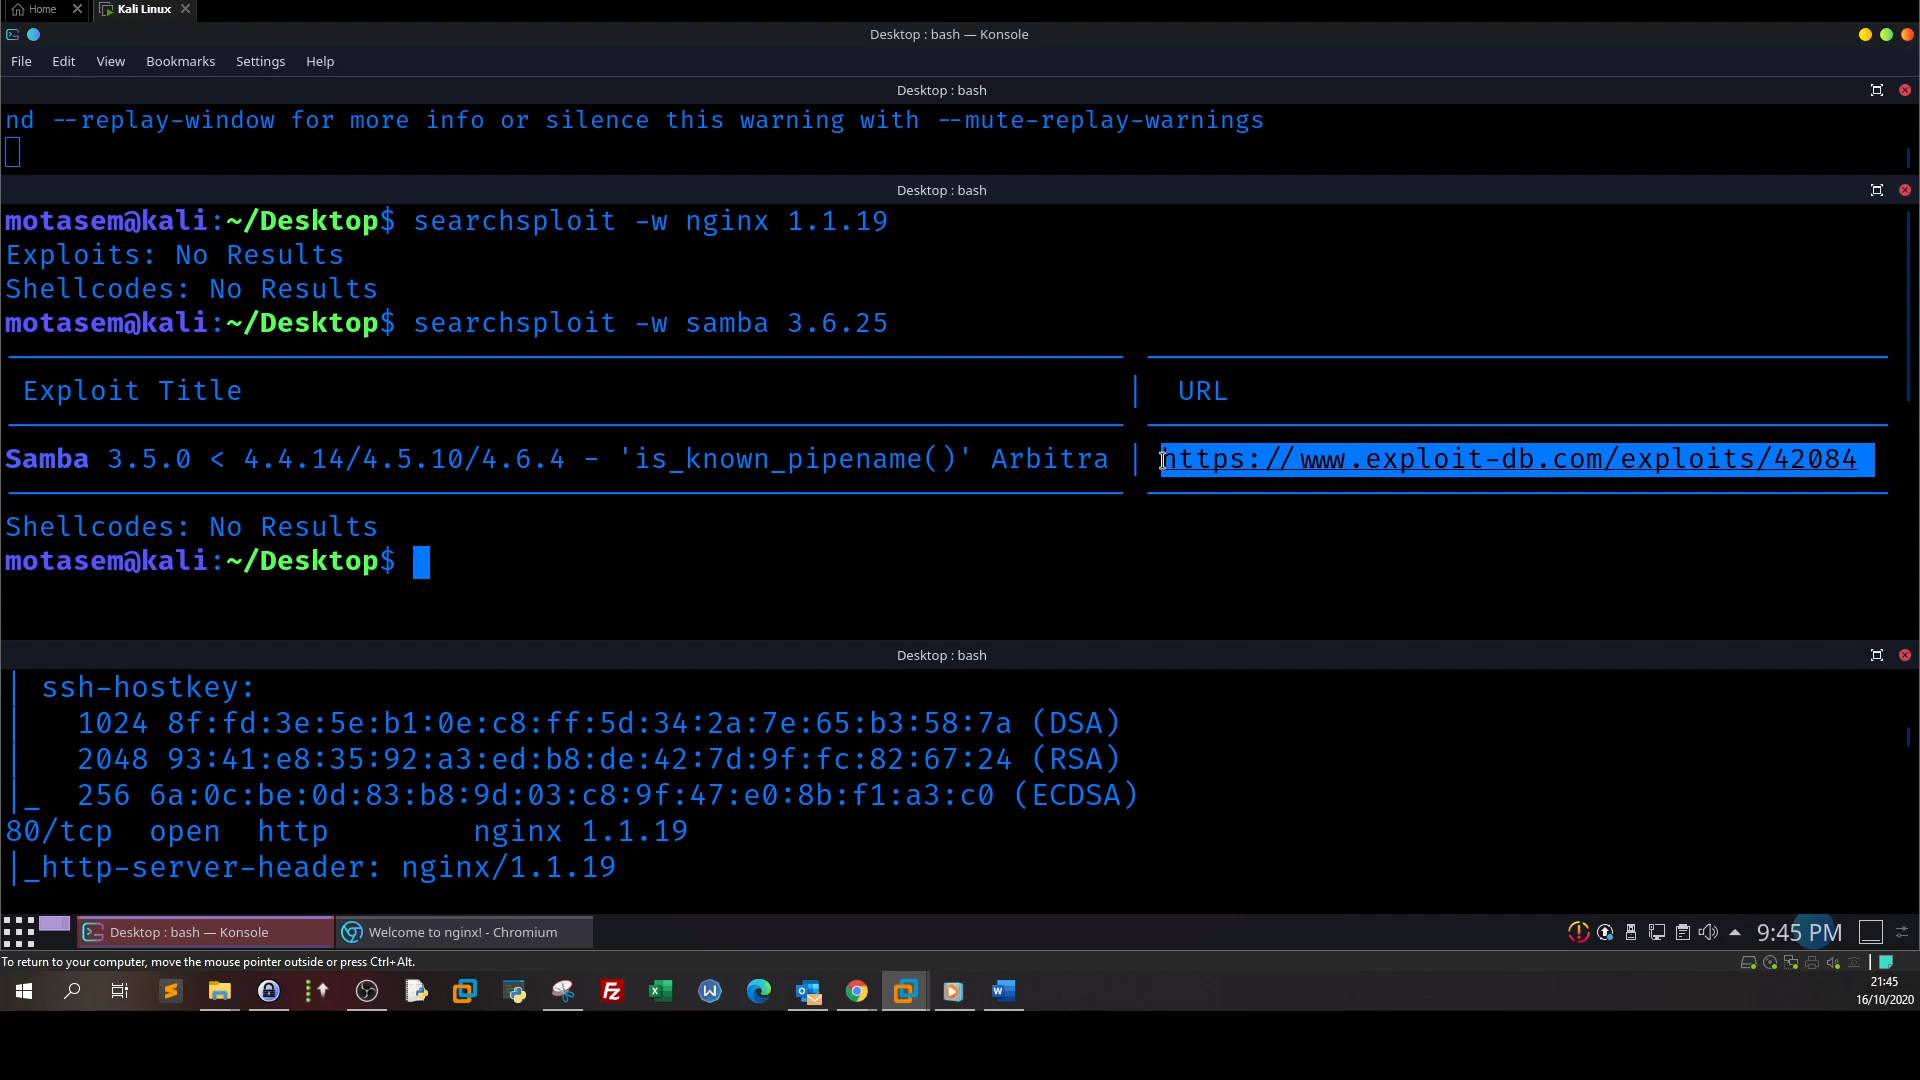 Home
Kali Linux
Desktop : bash — Konsole
File Edit View Bookmarks Settings Help
Desktop : bash
nd --replay-window for more info or silence this warning with --mute-replay-warnings
Desktop : bash
motasem@kali:~/Desktop$ searchsploit -w nginx 1.1.19
Exploits: No Results
Shellcodes: No Results
motasem@kali:~/Desktop$ searchsploit -w samba 3.6.25
Exploit Title | URL
Samba 3.5.0 < 4.4.14/4.5.10/4.6.4 - 'is_known_pipename()' Arbitra | https://www.exploit-db.com/exploits/42084
Shellcodes: No Results
motasem@kali:~/Desktop$
Desktop : bash
| ssh-hostkey:
|   1024 8f:fd:3e:5e:b1:0e:c8:ff:5d:34:2a:7e:65:b3:58:7a (DSA)
|   2048 93:41:e8:35:92:a3:ed:b8:de:42:7d:9f:fc:82:67:24 (RSA)
|_  256 6a:0c:be:0d:83:b8:9d:03:c8:9f:47:e0:8b:f1:a3:c0 (ECDSA)
80/tcp open http nginx 1.1.19
|_http-server-header: nginx/1.1.19
Desktop : bash — Konsole
Welcome to nginx! - Chromium
9:45 PM
To return to your computer, move the mouse pointer outside or press Ctrl+Alt.
21:45
16/10/2020